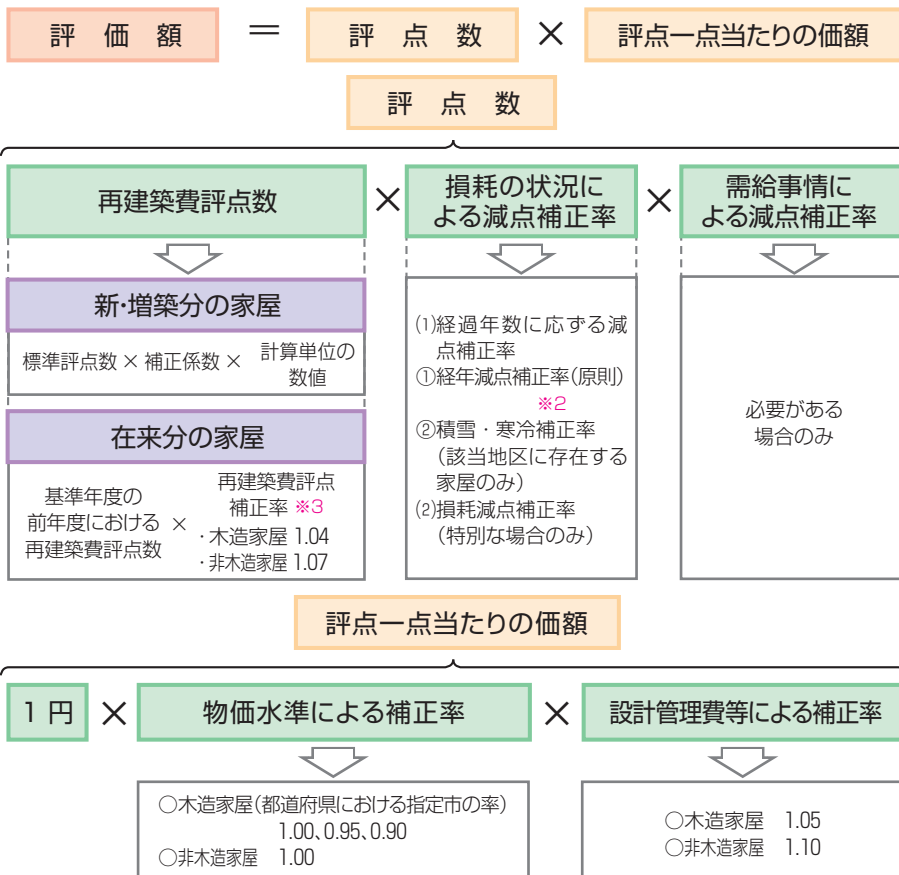 評価額 ＝ 評点数 × 評点一点当たりの価額
評点数
再建築費評点数 × 損耗の状況による減点補正率 × 需給事情による減点補正率
新・増築分の家屋
標準評点数 × 補正係数 × 計算単位の数値
在来分の家屋
基準年度の前年度における再建築費評点数 × 再建築費評点補正率 ※3
・木造家屋 1.04
・非木造家屋 1.07
⑴経過年数に応ずる減
点補正率
①経年減点補正率(原則)
※2
②積雪・寒冷補正率
(該当地区に存在する
家屋のみ)
⑵損耗減点補正率
(特別な場合のみ)
必要がある
場合のみ
評点一点当たりの価額
1円 × 物価水準による補正率 × 設計管理費等による補正率
○木造家屋(都道府県における指定市の率)
1.00、0.95、0.90
○非木造家屋 1.00
○木造家屋 1.05
○非木造家屋 1.10